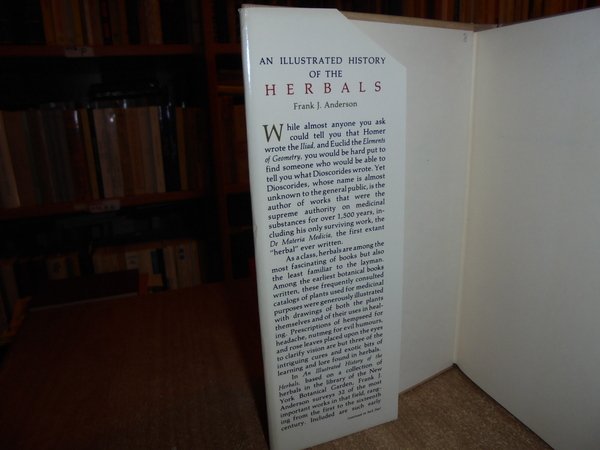 AN ILLUSTRATED HISTORY
OF THE
HERBALS
Frank J. Anderson
While almost anyone you ask
could tell you that Homer
wrote the Iliad, and Euclid the Elements
of Geometry, you would be hard put to
find someone who would be able to
tell you what Dioscorides wrote. Yet
Dioscorides, whose name is almost
unknown to the general public, is the
author of works that were the
supreme authority on medicinal
substances for over 1,500 years, in-
cluding his only surviving work, the
De Materia Medicia, the first extant
"herbal" ever written.
As a class, herbals are among the
most fascinating of books but also
the least familiar to the layman.
Among the earliest botanical books
written, these frequently consulted
catalogs of plants used for medicinal
purposes were generously illustrated
with drawings of both the plants
themselves and of their uses in heal-
ing. Prescriptions of hempseed for
headache, nutmeg for evil humours,
and rose leaves placed upon the eyes
to clarify vision are but three of the
intriguing cures and exotic bits of
learning and lore found in herbals.
In An Illustrated History of the
Herbals, based on a collection of
herbals in the library of the New
York Botanical Garden, Frank J.
Anderson surveys 32 of the most
important works in that field, rang-
ing from the first to the sixteenth
century. Included are such early
(continued on back flap)